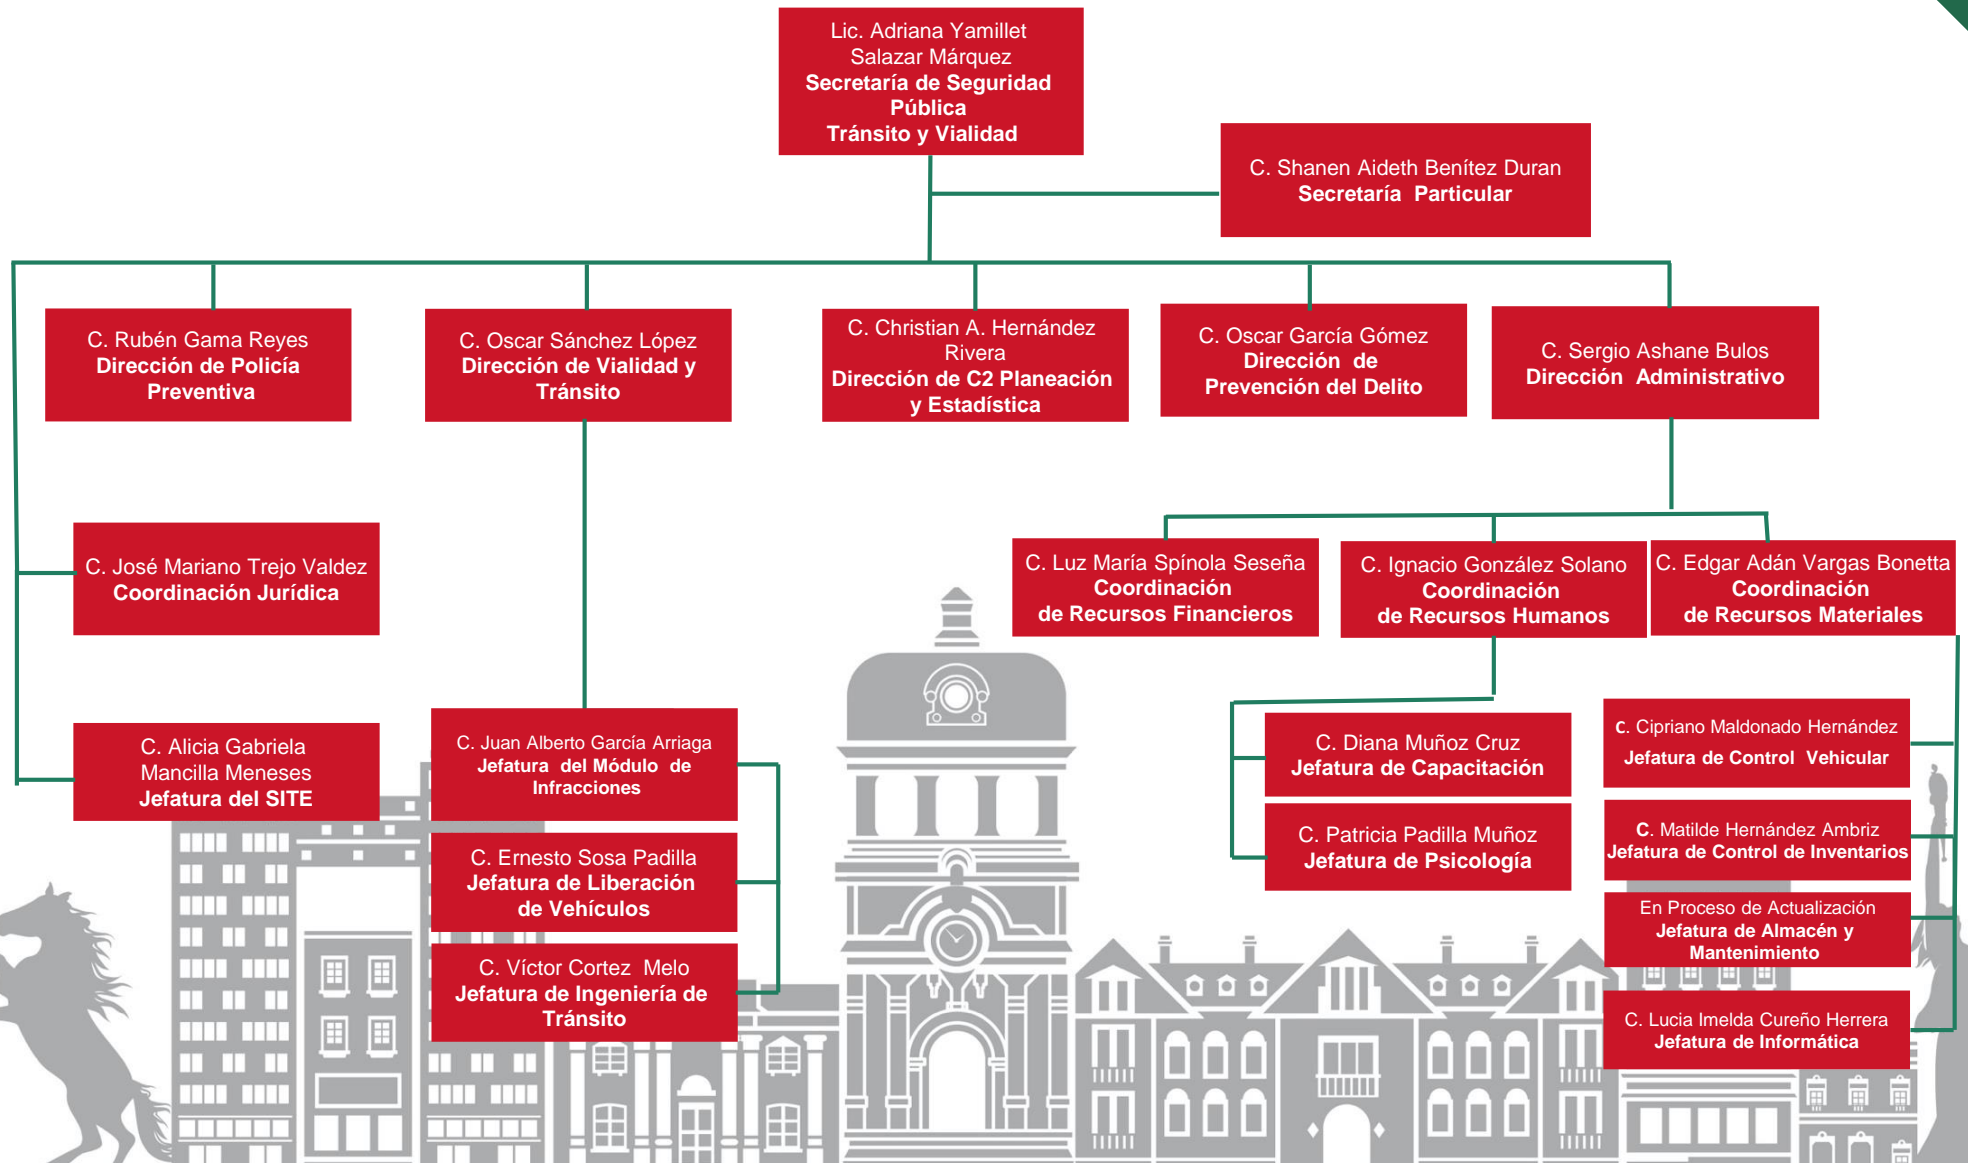 Lic. Adriana Yamillet
Salazar Márquez
Secretaría de Seguridad
Pública
Tránsito y Vialidad
C. Shanen Aideth Benítez Duran
Secretaría Particular
C. Rubén Gama Reyes
Dirección de Policía
Preventiva
C. Oscar Sánchez López
Dirección de Vialidad y
Tránsito
C. Christian A. Hernández
Rivera
Dirección de C2 Planeación
y Estadística
C. Oscar García Gómez
Dirección de
Prevención del Delito
C. Sergio Ashane Bulos
Dirección Administrativo
C. José Mariano Trejo Valdez
Coordinación Jurídica
C. Luz María Spínola Seseña
Coordinación
de Recursos Financieros
C. Ignacio González Solano
Coordinación
de Recursos Humanos
C. Edgar Adán Vargas Bonetta
Coordinación
de Recursos Materiales
C. Alicia Gabriela
Mancilla Meneses
Jefatura del SITE
C. Juan Alberto García Arriaga
Jefatura del Módulo de
Infracciones
C. Ernesto Sosa Padilla
Jefatura de Liberación
de Vehículos
C. Víctor Cortez Melo
Jefatura de Ingeniería de
Tránsito
C. Diana Muñoz Cruz
Jefatura de Capacitación
C. Patricia Padilla Muñoz
Jefatura de Psicología
C. Cipriano Maldonado Hernández
Jefatura de Control Vehicular
C. Matilde Hernández Ambriz
Jefatura de Control de Inventarios
En Proceso de Actualización
Jefatura de Almacén y
Mantenimiento
C. Lucia Imelda Cureño Herrera
Jefatura de Informática